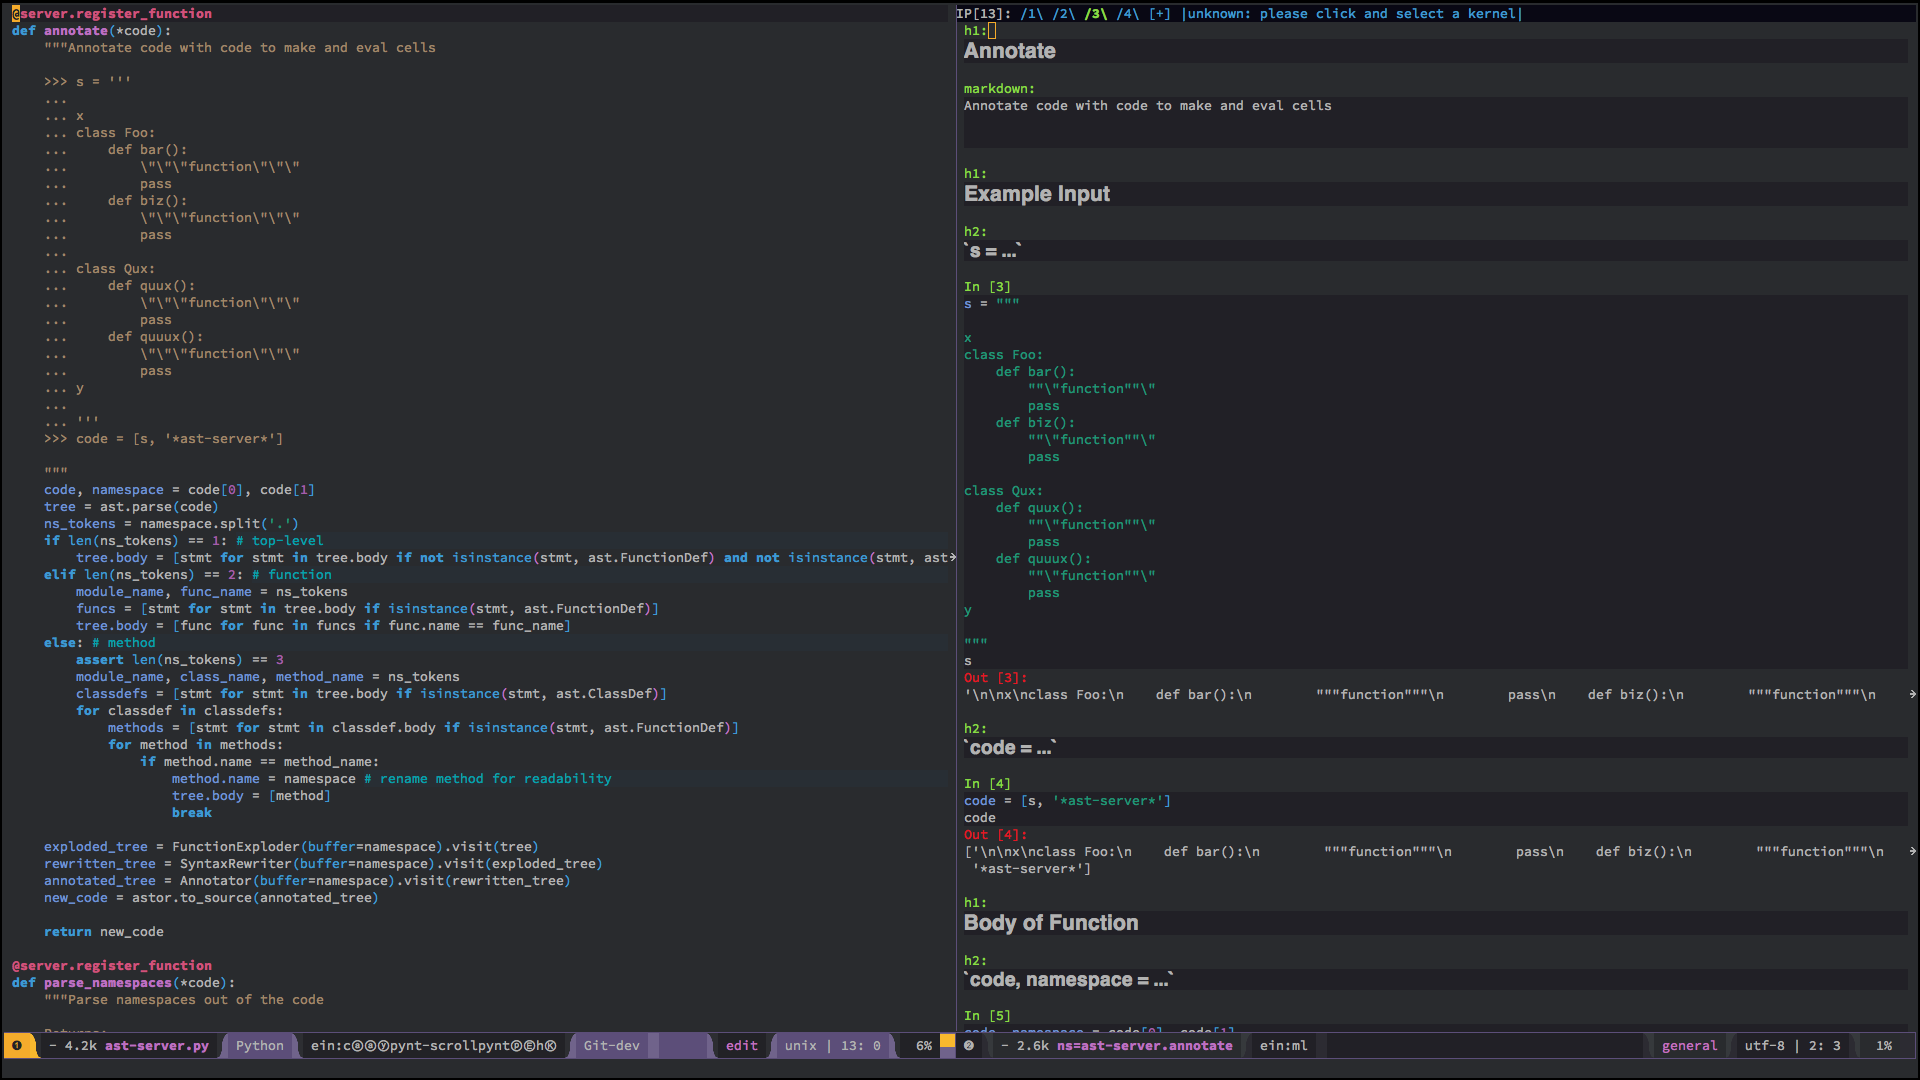 @server.register_function
def annotate(*code):
    """Annotate code with code to make and eval cells

    >>> s = '''
    ...
    ... x
    ... class Foo:
    ...     def bar():
    ...         \"\"\"function\"\"\"
    ...         pass
    ...     def biz():
    ...         \"\"\"function\"\"\"
    ...         pass
    ...
    ... class Qux:
    ...     def quux():
    ...         \"\"\"function\"\"\"
    ...         pass
    ...     def quuux():
    ...         \"\"\"function\"\"\"
    ...         pass
    ... y
    ...
    ... '''
    >>> code = [s, '*ast-server*']

    """
    code, namespace = code[0], code[1]
    tree = ast.parse(code)
    ns_tokens = namespace.split('.')
    if len(ns_tokens) == 1: # top-level
        tree.body = [stmt for stmt in tree.body if not isinstance(stmt, ast.FunctionDef) and not isinstance(stmt, ast→
    elif len(ns_tokens) == 2: # function
        module_name, func_name = ns_tokens
        funcs = [stmt for stmt in tree.body if isinstance(stmt, ast.FunctionDef)]
        tree.body = [func for func in funcs if func.name == func_name]
    else: # method
        assert len(ns_tokens) == 3
        module_name, class_name, method_name = ns_tokens
        classdefs = [stmt for stmt in tree.body if isinstance(stmt, ast.ClassDef)]
        for classdef in classdefs:
            methods = [stmt for stmt in classdef.body if isinstance(stmt, ast.FunctionDef)]
            for method in methods:
                if method.name == method_name:
                    method.name = namespace # rename method for readability
                    tree.body = [method]
                    break

    exploded_tree = FunctionExploder(buffer=namespace).visit(tree)
    rewritten_tree = SyntaxRewriter(buffer=namespace).visit(exploded_tree)
    annotated_tree = Annotator(buffer=namespace).visit(rewritten_tree)
    new_code = astor.to_source(annotated_tree)

    return new_code

@server.register_function
def parse_namespaces(*code):
    """Parse namespaces out of the code

    Returns:
❶ - 4.2k ast-server.py Python ein:cⓐⓐⓨpynt-scrollpyntⓟⒺhⓀ Git-dev edit unix | 13: 0 6%
IP[13]: /1\ /2\ /3\ /4\ [+] |unknown: please click and select a kernel|
h1:
Annotate

markdown:
Annotate code with code to make and eval cells

h1:
Example Input

h2:
`s = ...`

In [3]
s = """

x
class Foo:
    def bar():
        ""\"function""\"
        pass
    def biz():
        ""\"function""\"
        pass

class Qux:
    def quux():
        ""\"function""\"
        pass
    def quuux():
        ""\"function""\"
        pass
y

"""
s
Out [3]:
'\n\nx\nclass Foo:\n    def bar():\n        """function"""\n        pass\n    def biz():\n        """function"""\n    →

h2:
`code = ...`

In [4]
code = [s, '*ast-server*']
code
Out [4]:
['\n\nx\nclass Foo:\n    def bar():\n        """function"""\n        pass\n    def biz():\n        """function"""\n    →
 '*ast-server*']

h1:
Body of Function

h2:
`code, namespace = ...`

In [5]
code, namespace = code[0], code[1]
❷ - 2.6k ns=ast-server.annotate ein:ml general utf-8 | 2: 3 1%